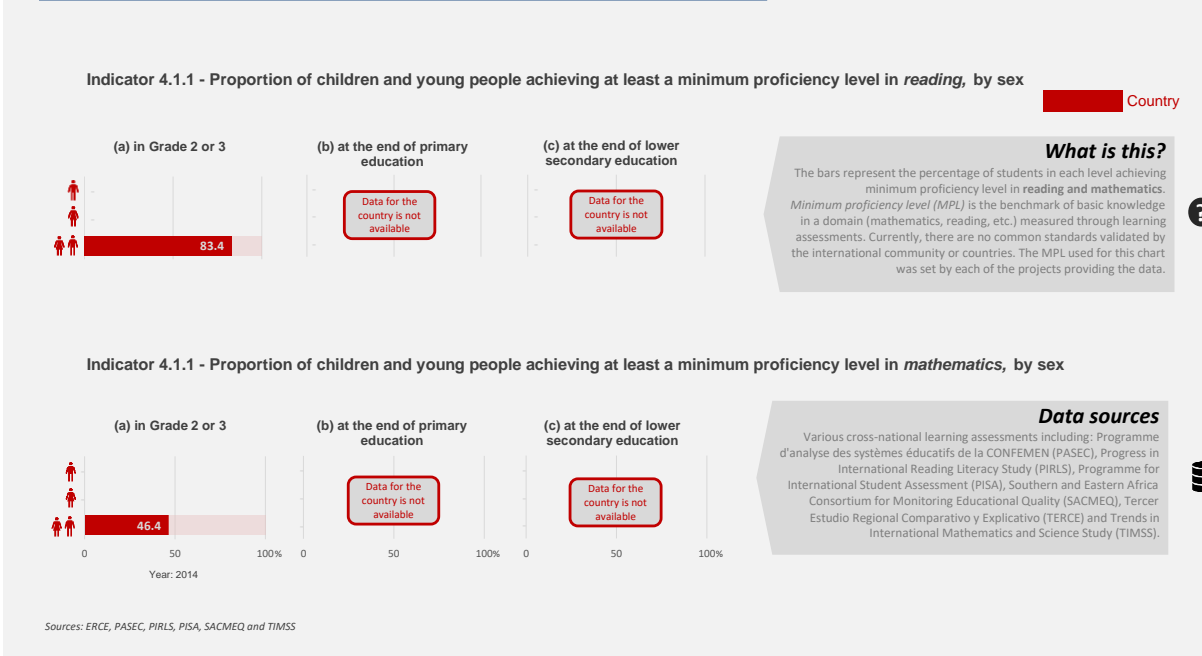 Indicator 4.1.1 - Proportion of children and young people achieving at least a minimum proficiency level in reading, by sex
Country
(a) in Grade 2 or 3
(b) at the end of primary
education
(c) at the end of lower
secondary education
83.4
Data for the
country is not
available
Data for the
country is not
available
What is this?
The bars represent the percentage of students in each level achieving
minimum proficiency level in reading and mathematics.
Minimum proficiency level (MPL) is the benchmark of basic knowledge
in a domain (mathematics, reading, etc.) measured through learning
assessments. Currently, there are no common standards validated by
the international community or countries. The MPL used for this chart
was set by each of the projects providing the data.
?
Indicator 4.1.1 - Proportion of children and young people achieving at least a minimum proficiency level in mathematics, by sex
(a) in Grade 2 or 3
(b) at the end of primary
education
(c) at the end of lower
secondary education
46.4
Data for the
country is not
available
Data for the
country is not
available
0 50 100%
0 50 100%
0 50 100%
Year: 2014
Data sources
Various cross-national learning assessments including: Programme
d'analyse des systèmes éducatifs de la CONFEMEN (PASEC), Progress in
International Reading Literacy Study (PIRLS), Programme for
International Student Assessment (PISA), Southern and Eastern Africa
Consortium for Monitoring Educational Quality (SACMEQ), Tercer
Estudio Regional Comparativo y Explicativo (TERCE) and Trends in
International Mathematics and Science Study (TIMSS).
Sources: ERCE, PASEC, PIRLS, PISA, SACMEQ and TIMSS